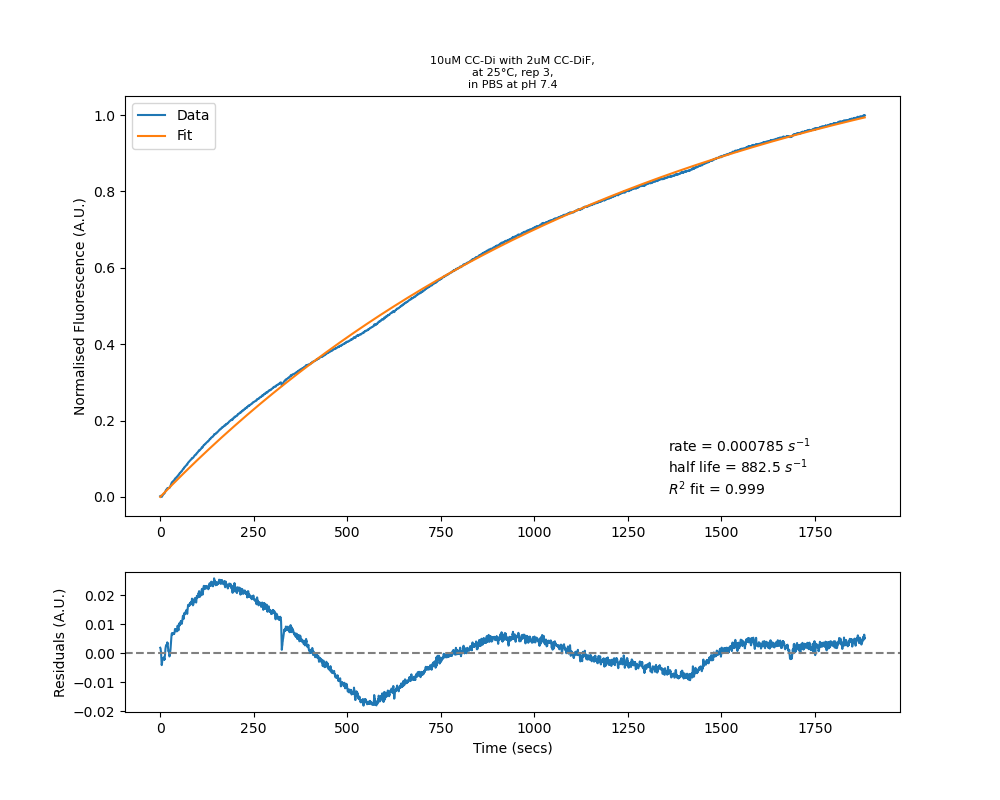 10uM CC-Di with 2uM CC-DiF,
at 25°C, rep 3,
in PBS at pH 7.4
Data
Fit
Normalised Fluorescence (A.U.)
1.0
0.8
0.6
0.4
0.2
0.0
rate = 0.000785 s⁻¹
half life = 882.5 s⁻¹
R² fit = 0.999
0 250 500 750 1000 1250 1500 1750
Residuals (A.U.)
0.02
0.01
0.00
−0.01
−0.02
0 250 500 750 1000 1250 1500 1750
Time (secs)